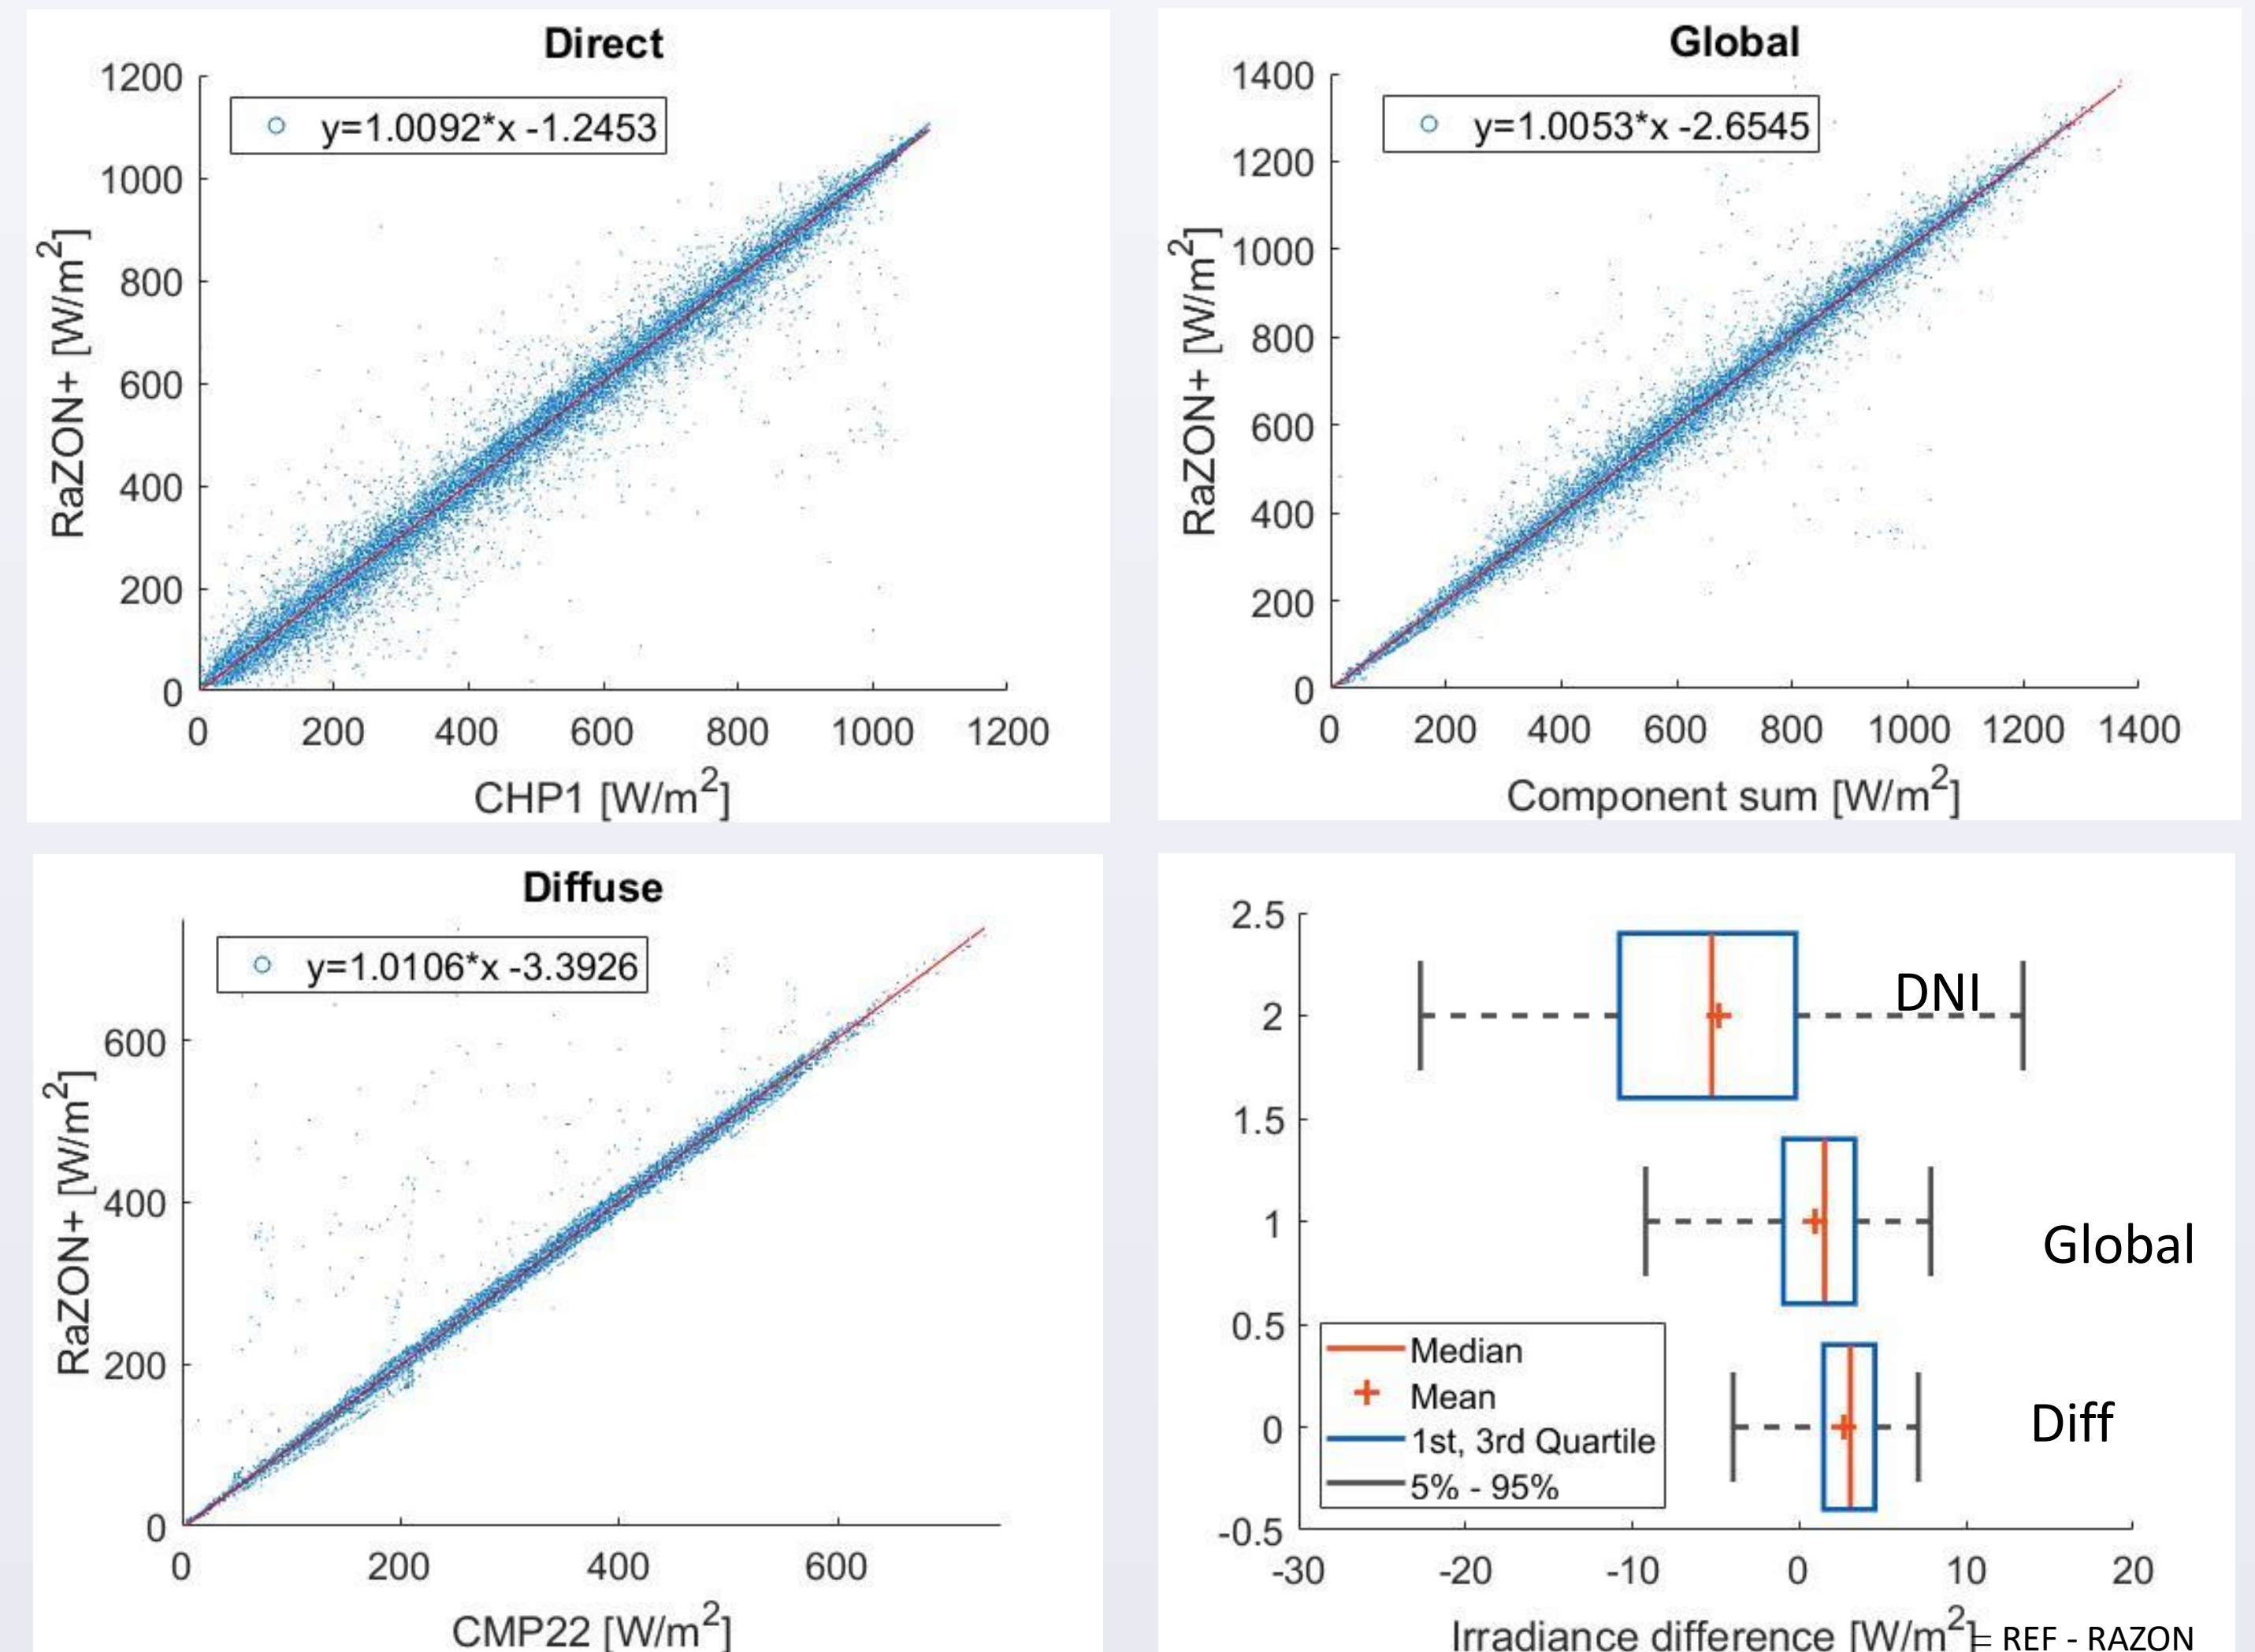 Direct
1200
1000
800
600
400
200
0
y=1.0092*x -1.2453
RaZON+ [W/m2]
0 200 400 600 800 1000 1200
CHP1 [W/m2]
Global
1400
1200
1000
800
600
400
200
0
y=1.0053*x -2.6545
RaZON+ [W/m2]
0 200 400 600 800 1000 1200 1400
Component sum [W/m2]
Diffuse
y=1.0106*x -3.3926
600
400
200
0
RaZON+ [W/m2]
0 200 400 600
CMP22 [W/m2]
2.5
2
1.5
1
0.5
0
-0.5
DNI
Global
Diff
Median
Mean
1st, 3rd Quartile
5% - 95%
-30 -20 -10 0 10 20
Irradiance difference [W/m2] = REF - RAZON